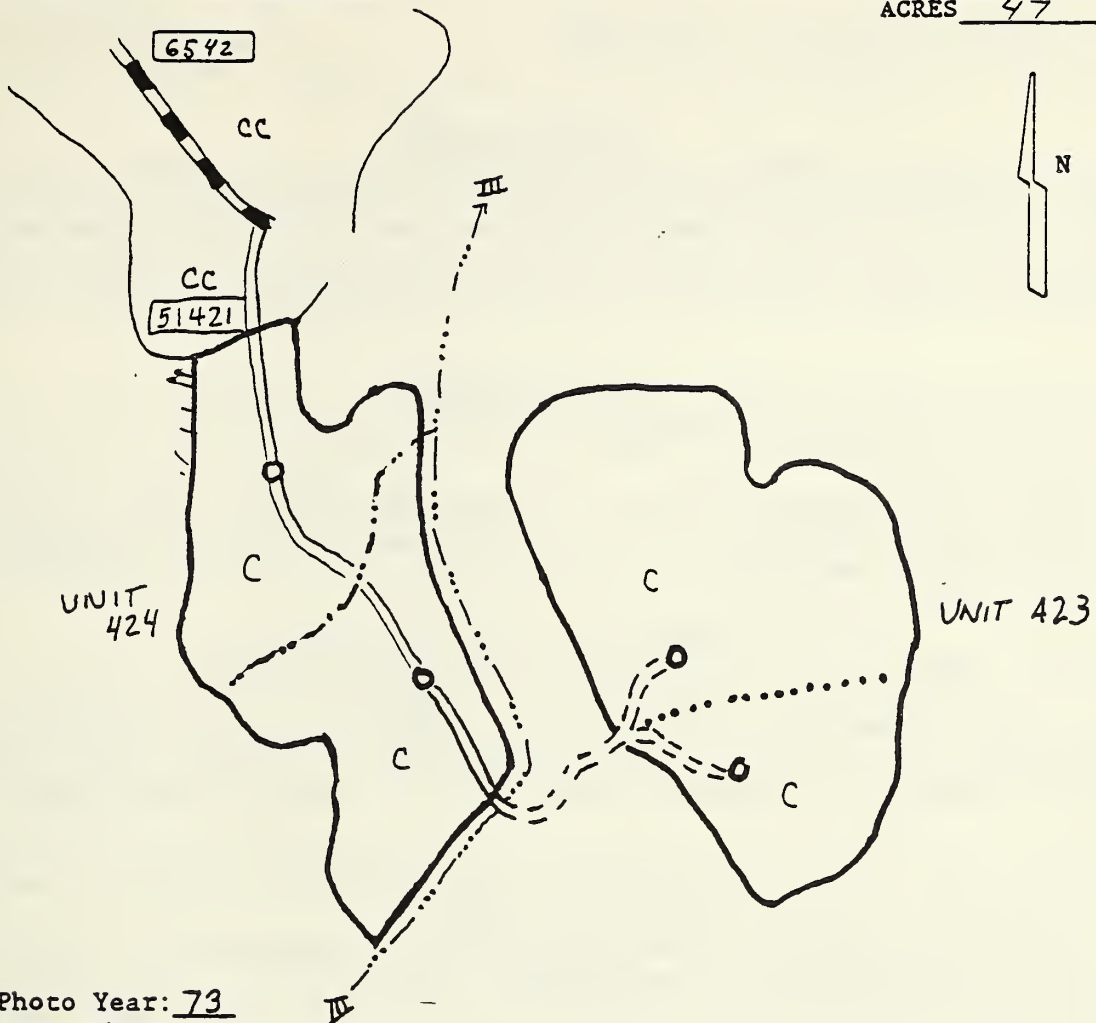 ACRES 47
6542
CC
N
III
CC
51421
C
C
UNIT
424
UNIT 423
C
C
Photo Year: 73
III